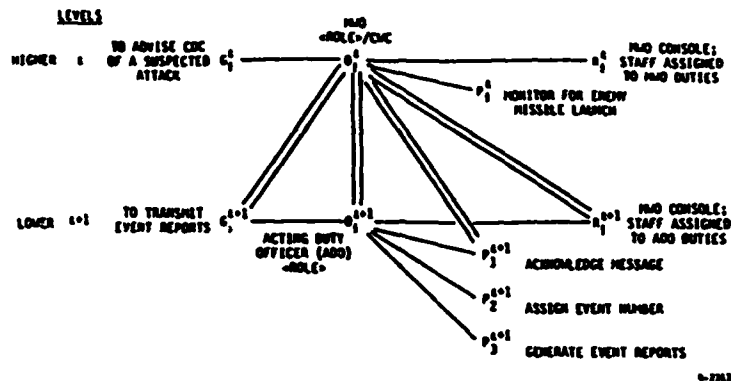 LEVELS
MWO
<ROLE>/CWC
HIGHER ℓ
TO ADVISE CDC
OF A SUSPECTED
ATTACK
MWO CONSOLE;
STAFF ASSIGNED
TO MWO DUTIES
MONITOR FOR ENEMY
MISSILE LAUNCH
LOWER ℓ+1
TO TRANSMIT
EVENT REPORTS
ACTING DUTY
OFFICER (ADO)
<ROLE>
MWO CONSOLE;
STAFF ASSIGNED
TO ADO DUTIES
ACKNOWLEDGE MESSAGE
ASSIGN EVENT NUMBER
GENERATE EVENT REPORTS